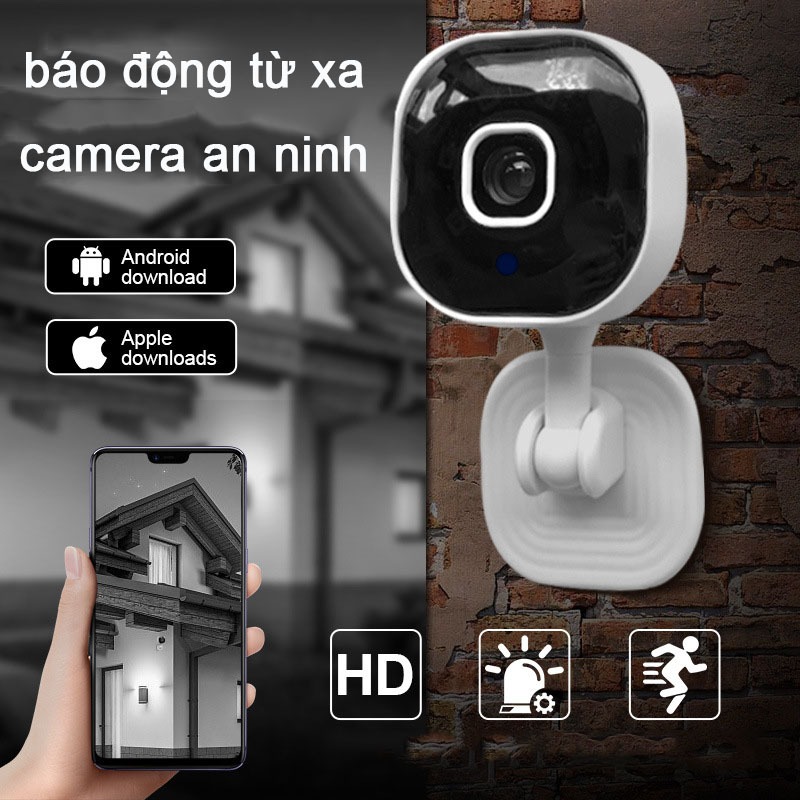 báo động từ xa
camera an ninh
Android
download
Apple
downloads
HD